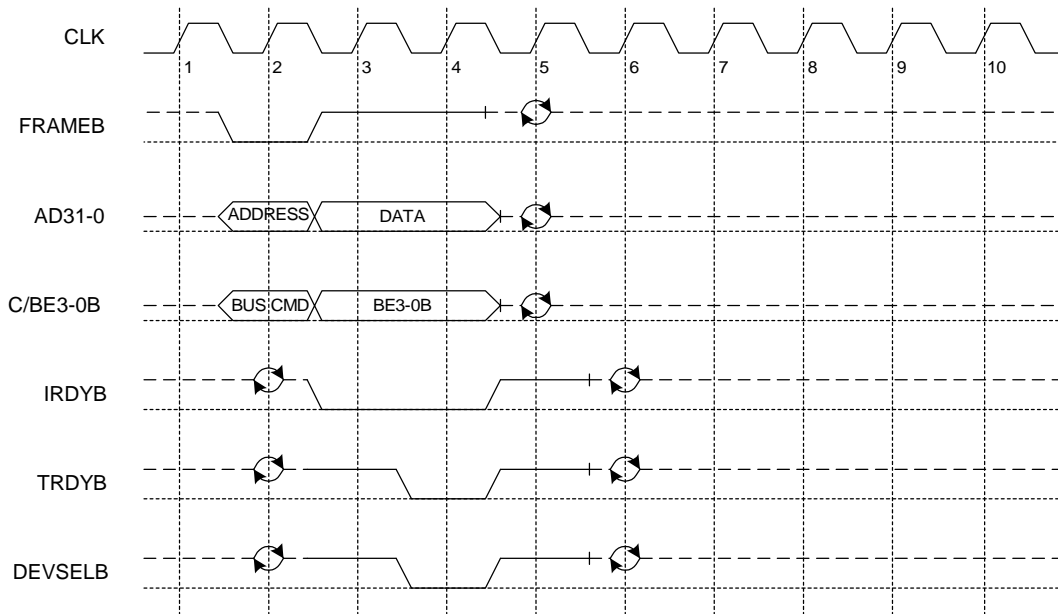 CLK
1 2 3 4 5 6 7 8 9 10
FRAMEB
AD31-0
ADDRESS DATA
C/BE3-0B
BUS CMD BE3-0B
IRDYB
TRDYB
DEVSELB